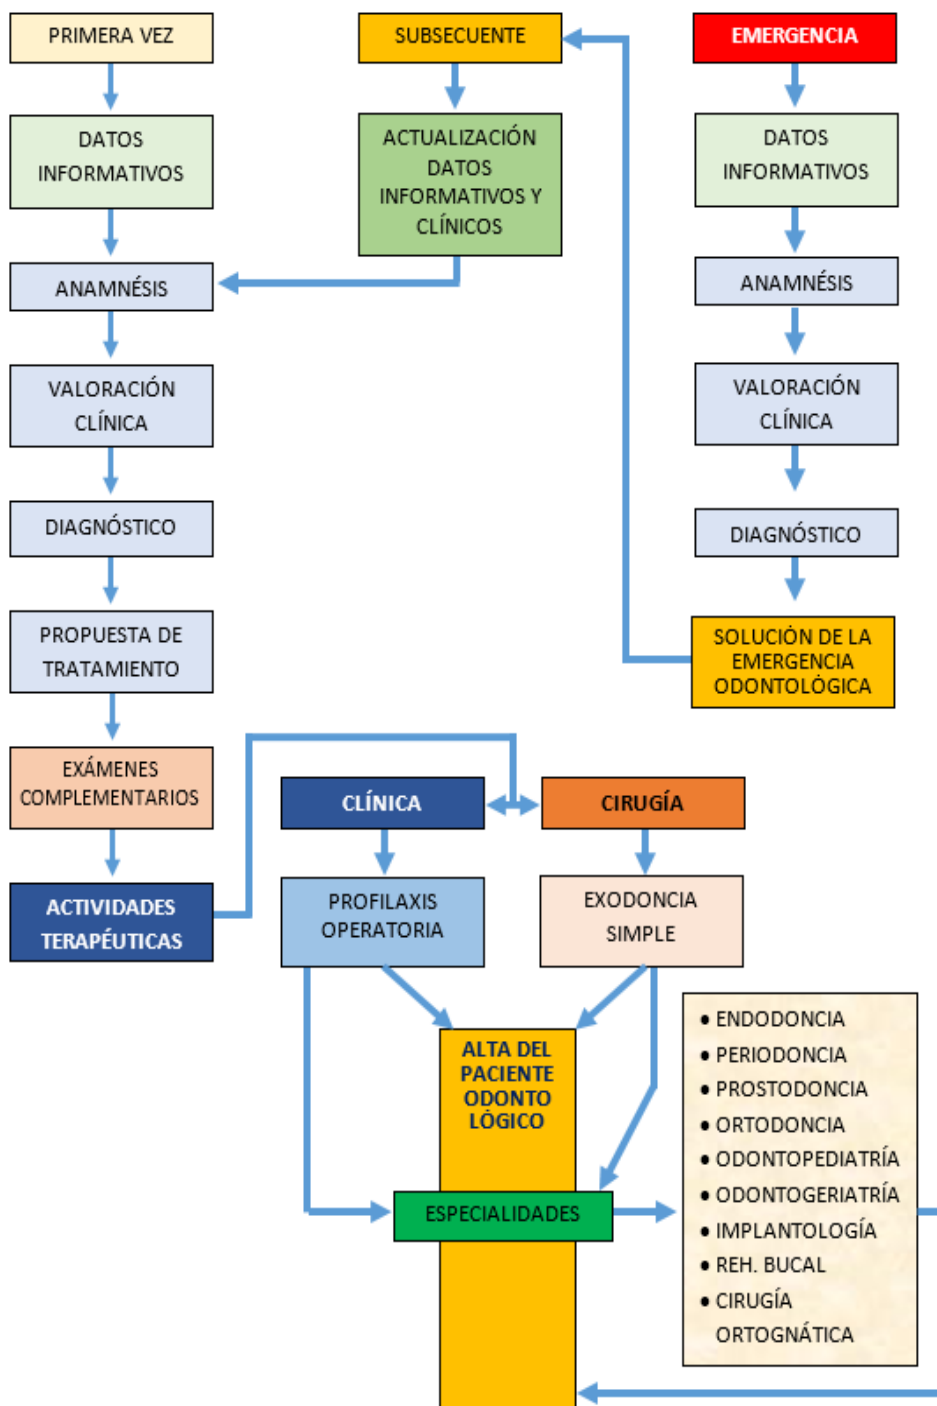 PRIMERA VEZ
SUBSECUENTE
EMERGENCIA
DATOS
INFORMATIVOS
ACTUALIZACIÓN
DATOS
INFORMATIVOS Y
CLÍNICOS
DATOS
INFORMATIVOS
ANAMNÉSIS
ANAMNÉSIS
VALORACIÓN
CLÍNICA
VALORACIÓN
CLÍNICA
DIAGNÓSTICO
DIAGNÓSTICO
PROPUESTA DE
TRATAMIENTO
SOLUCIÓN DE LA
EMERGENCIA
ODONTOLÓGICA
EXÁMENES
COMPLEMENTARIOS
CLÍNICA
CIRUGÍA
ACTIVIDADES
TERAPÉUTICAS
PROFILAXIS
OPERATORIA
EXODONCIA
SIMPLE
ALTA DEL
PACIENTE
ODONTO
LÓGICO
ESPECIALIDADES
• ENDODONCIA
• PERIODONCIA
• PROSTODONCIA
• ORTODONCIA
• ODONTOPEDIATRÍA
• ODONTOGERIATRÍA
• IMPLANTOLOGÍA
• REH. BUCAL
• CIRUGÍA
ORTOGNÁTICA